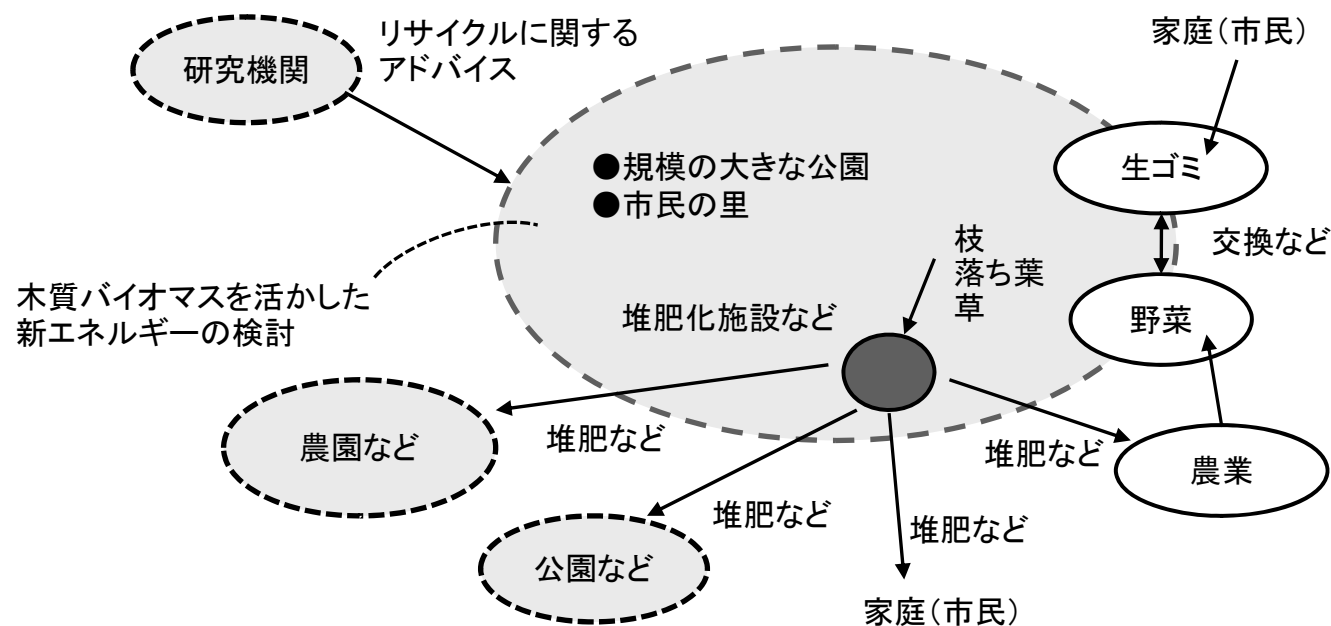 リサイクルに関する
アドバイス
研究機関
家庭(市民)
●規模の大きな公園
●市民の里
生ゴミ
交換など
枝
落ち葉
草
木質バイオマスを活かした
新エネルギーの検討
堆肥化施設など
野菜
農園など
堆肥など
堆肥など
農業
堆肥など
堆肥など
公園など
家庭(市民)